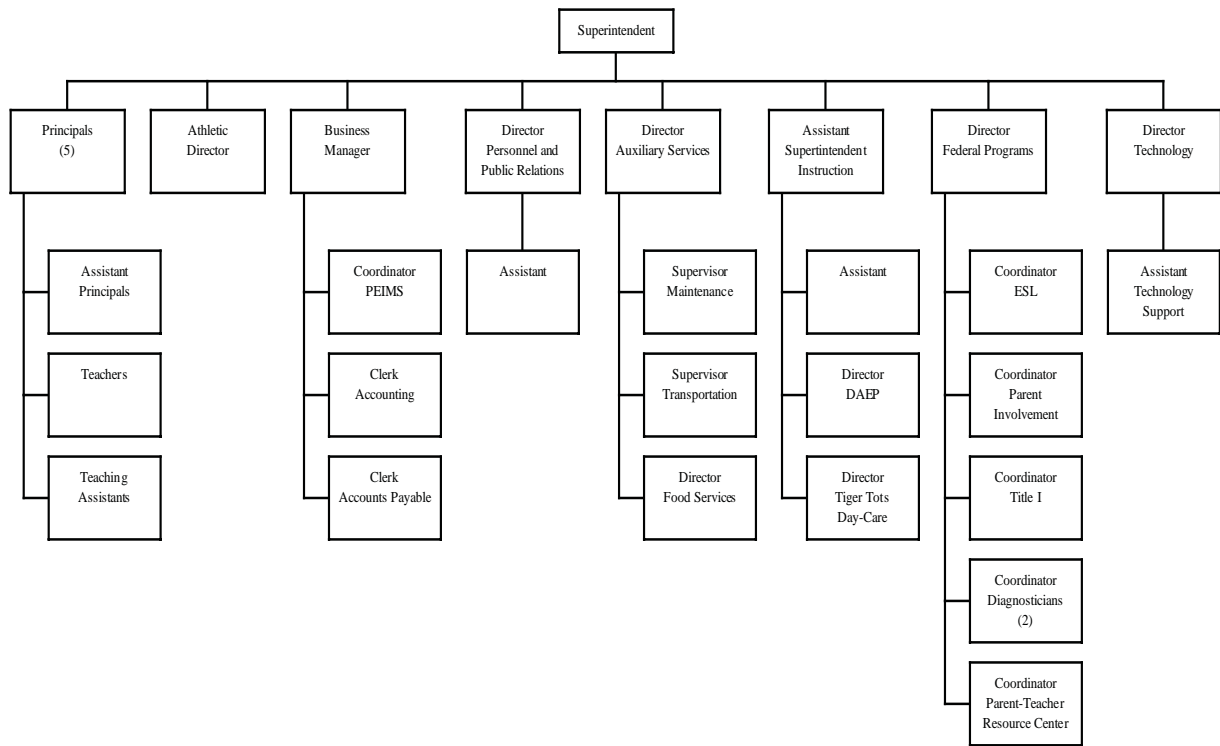 Superintendent
Principals
(5)
Athletic
Director
Business
Manager
Director
Personnel and
Public Relations
Director
Auxiliary Services
Assistant
Supertintendent
Instruction
Director
Federal Programs
Director
Technology
Assistant
Principals
Teachers
Teaching
Assistants
Coordinator
PEIMS
Clerk
Accounting
Clerk
Accounts Payable
Assistant
Supervisor
Maintenance
Supervisor
Transportation
Director
Food Services
Assistant
Director
DAEP
Director
Tiger Tots
Day-Care
Coordinator
ESL
Coordinator
Parent
Involvement
Coordinator
Title I
Coordinator
Diagnosticians
(2)
Coordinator
Parent-Teacher
Resource Center
Assistant
Technology
Support